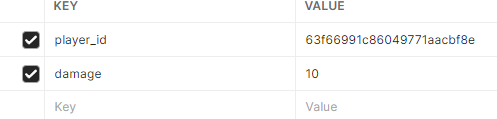 KEY VALUE
player_id 63f66991c86049771aacbf8e
damage 10
Key Value